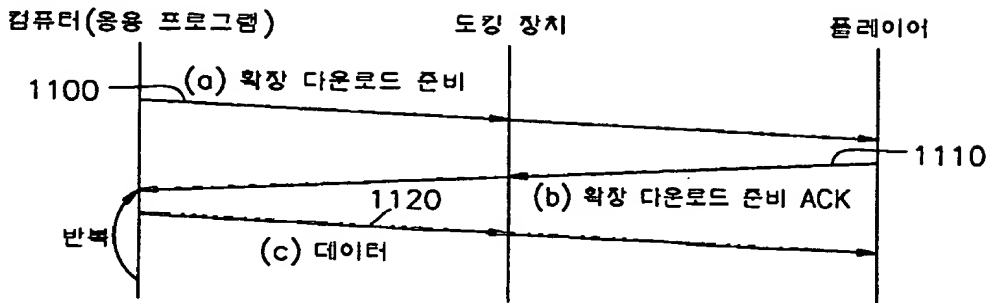 컴퓨터(응용 프로그램)
도킹 장치
플레이어
1100
(a) 확장 다운로드 준비
1110
1120
(b) 확장 다운로드 준비 ACK
반복
(c) 데이터